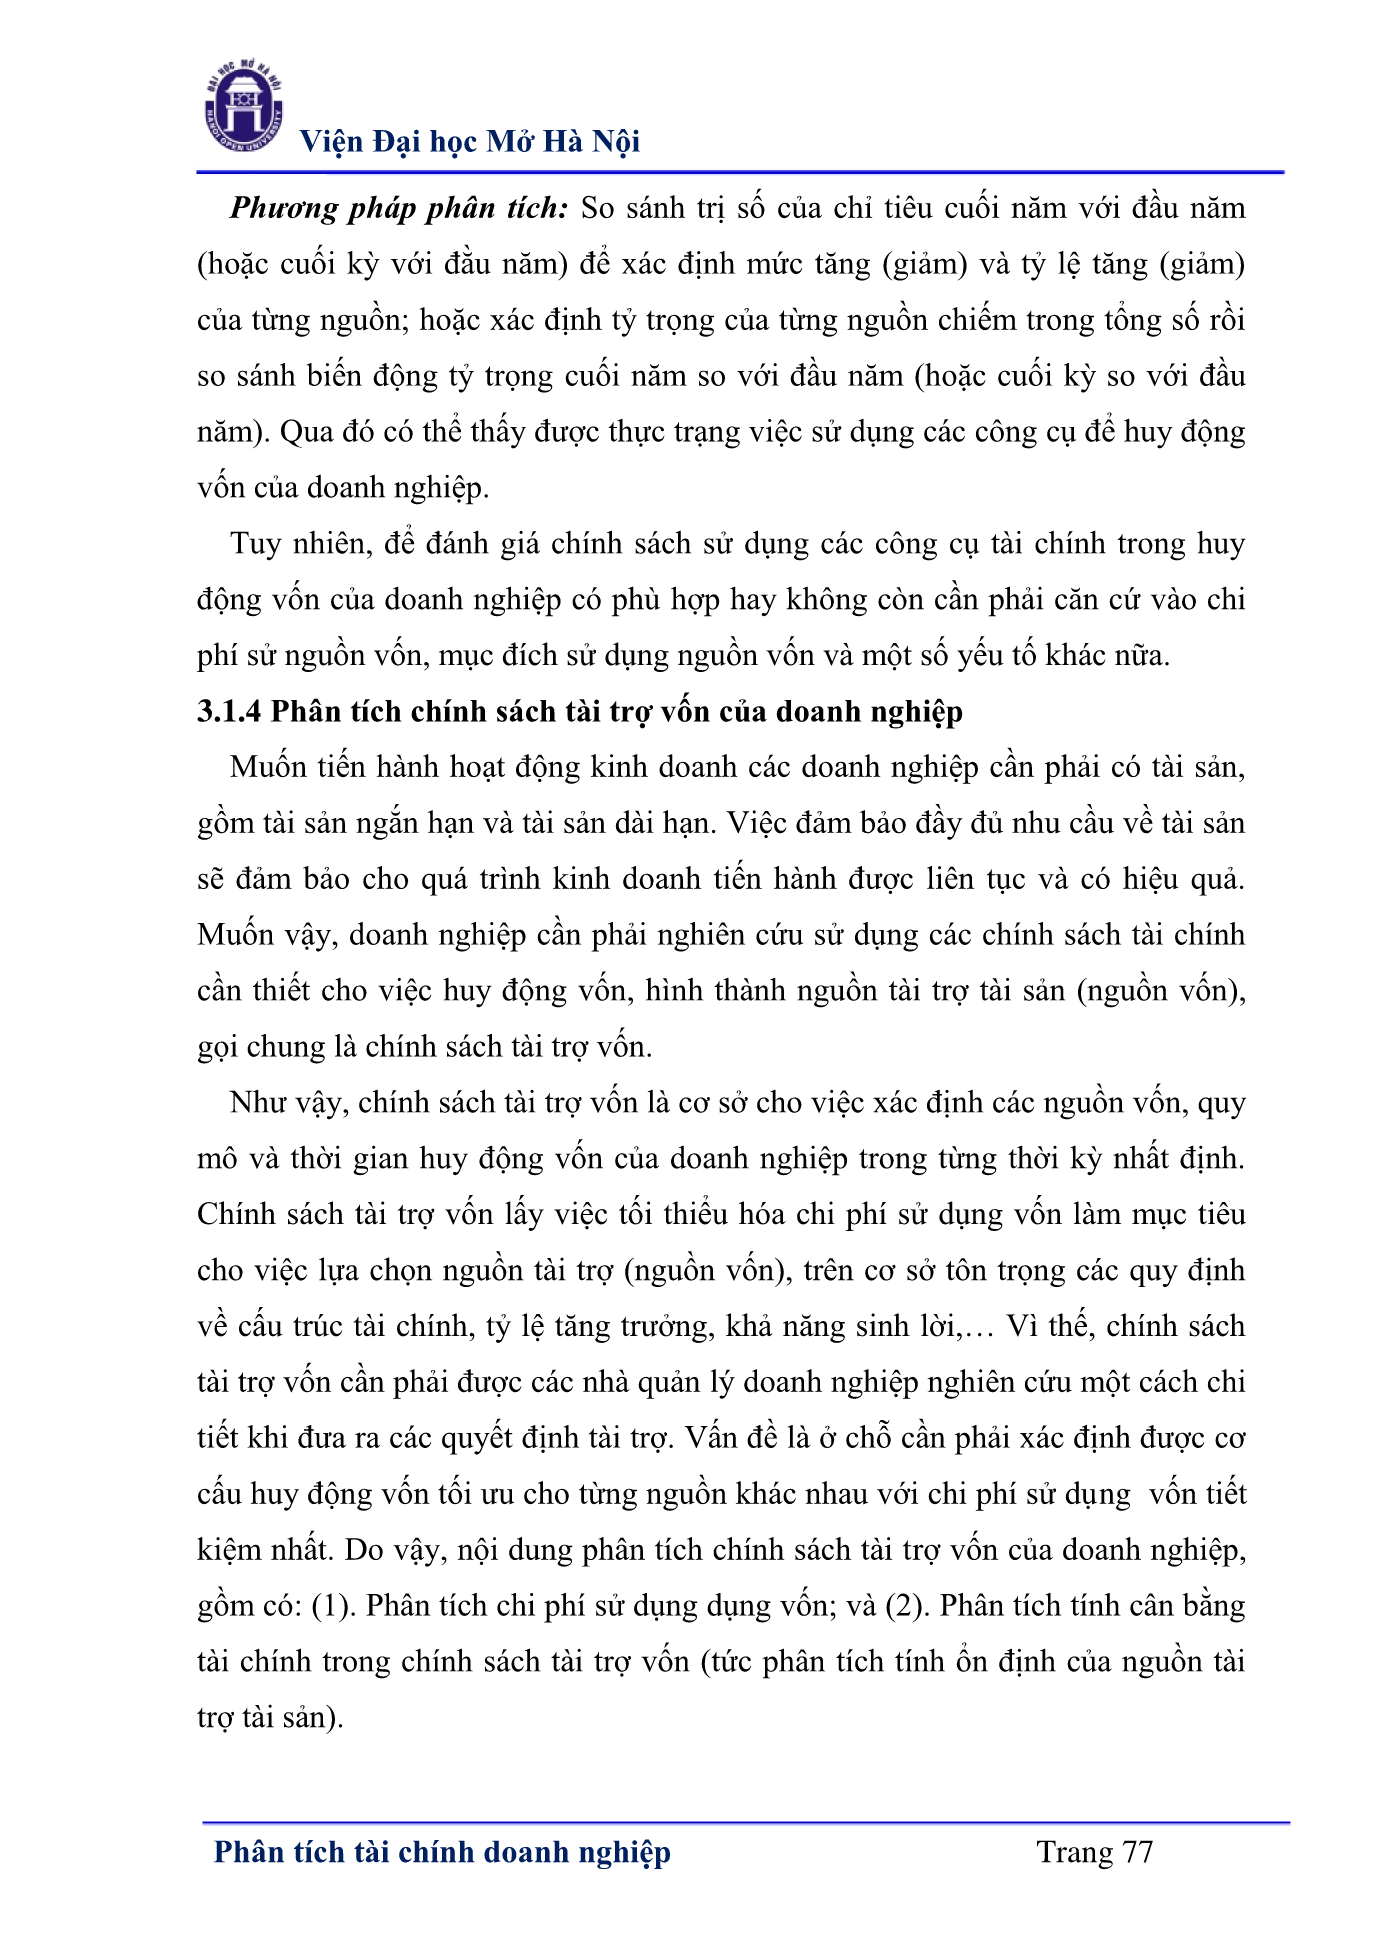 ĐẠI HỌC MỞ HÀ NỘI
HANOI OPEN UNIVERSITY
Viện Đại học Mở Hà Nội
Phương pháp phân tích: So sánh trị số của chỉ tiêu cuối năm với đầu năm
(hoặc cuối kỳ với đằu năm) để xác định mức tăng (giảm) và tỷ lệ tăng (giảm)
của từng nguồn; hoặc xác định tỷ trọng của từng nguồn chiếm trong tổng số rồi
so sánh biến động tỷ trọng cuối năm so với đầu năm (hoặc cuối kỳ so với đầu
năm). Qua đó có thể thấy được thực trạng việc sử dụng các công cụ để huy động
vốn của doanh nghiệp.
Tuy nhiên, để đánh giá chính sách sử dụng các công cụ tài chính trong huy
động vốn của doanh nghiệp có phù hợp hay không còn cần phải căn cứ vào chi
phí sử nguồn vốn, mục đích sử dụng nguồn vốn và một số yếu tố khác nữa.
3.1.4 Phân tích chính sách tài trợ vốn của doanh nghiệp
Muốn tiến hành hoạt động kinh doanh các doanh nghiệp cần phải có tài sản,
gồm tài sản ngắn hạn và tài sản dài hạn. Việc đảm bảo đầy đủ nhu cầu về tài sản
sẽ đảm bảo cho quá trình kinh doanh tiến hành được liên tục và có hiệu quả.
Muốn vậy, doanh nghiệp cần phải nghiên cứu sử dụng các chính sách tài chính
cần thiết cho việc huy động vốn, hình thành nguồn tài trợ tài sản (nguồn vốn),
gọi chung là chính sách tài trợ vốn.
Như vậy, chính sách tài trợ vốn là cơ sở cho việc xác định các nguồn vốn, quy
mô và thời gian huy động vốn của doanh nghiệp trong từng thời kỳ nhất định.
Chính sách tài trợ vốn lấy việc tối thiểu hóa chi phí sử dụng vốn làm mục tiêu
cho việc lựa chọn nguồn tài trợ (nguồn vốn), trên cơ sở tôn trọng các quy định
về cấu trúc tài chính, tỷ lệ tăng trưởng, khả năng sinh lời,… Vì thế, chính sách
tài trợ vốn cần phải được các nhà quản lý doanh nghiệp nghiên cứu một cách chi
tiết khi đưa ra các quyết định tài trợ. Vấn đề là ở chỗ cần phải xác định được cơ
cấu huy động vốn tối ưu cho từng nguồn khác nhau với chi phí sử dụng  vốn tiết
kiệm nhất. Do vậy, nội dung phân tích chính sách tài trợ vốn của doanh nghiệp,
gồm có: (1). Phân tích chi phí sử dụng dụng vốn; và (2). Phân tích tính cân bằng
tài chính trong chính sách tài trợ vốn (tức phân tích tính ổn định của nguồn tài
trợ tài sản).
Phân tích tài chính doanh nghiệp Trang 77